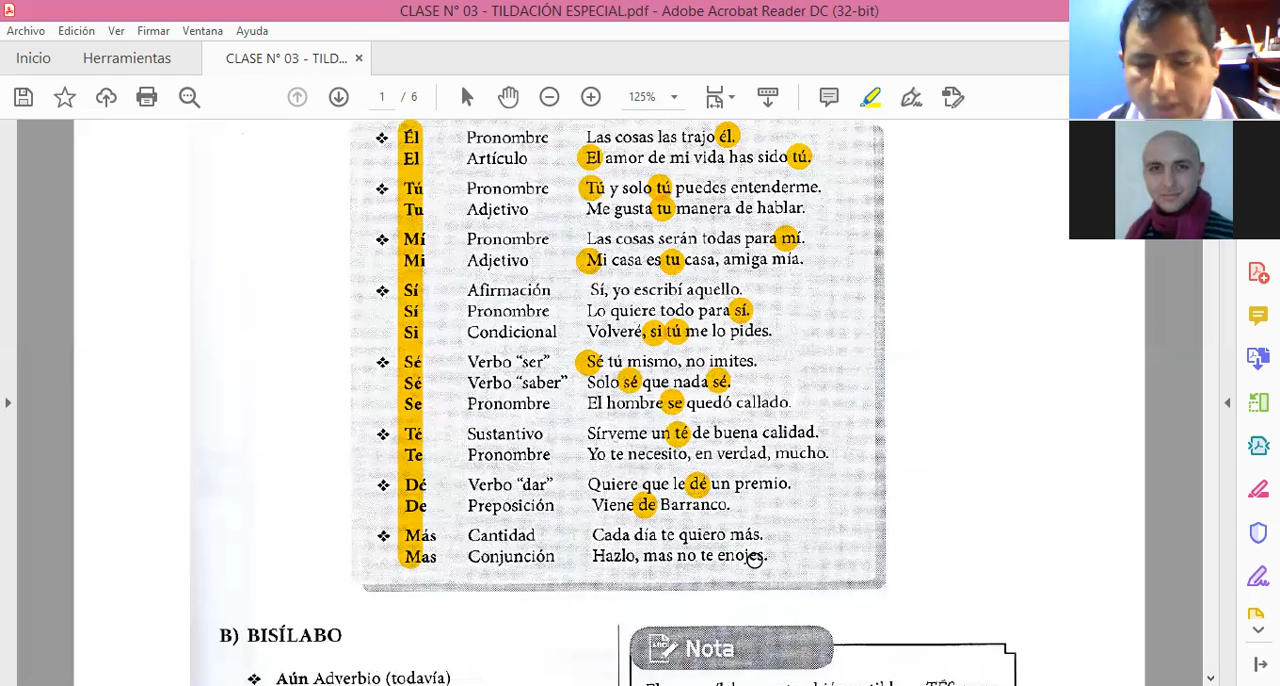 CLASE N° 03 - TILDACIÓN ESPECIAL.pdf - Adobe Acrobat Reader DC (32-bit)
Archivo Edición Ver Firmar Ventana Ayuda
Inicio Herramientas CLASE N° 03 - TILD... ×
1 / 6 125%
❖ Él Pronombre Las cosas las trajo él.
El Artículo El amor de mi vida has sido tú.
❖ Tú Pronombre Tú y solo tú puedes entenderme.
Tu Adjetivo Me gusta tu manera de hablar.
❖ Mí Pronombre Las cosas serán todas para mí.
Mi Adjetivo Mi casa es tu casa, amiga mía.
❖ Sí Afirmación Sí, yo escribí aquello.
Sí Pronombre Lo quiere todo para sí.
Si Condicional Volveré, si tú me lo pides.
❖ Sé Verbo “ser” Sé tú mismo, no imites.
Sé Verbo “saber” Solo sé que nada sé.
Se Pronombre El hombre se quedó callado.
❖ Té Sustantivo Sírveme un té de buena calidad.
Te Pronombre Yo te necesito, en verdad, mucho.
❖ Dé Verbo “dar” Quiere que le dé un premio.
De Preposición Viene de Barranco.
❖ Más Cantidad Cada día te quiero más.
Mas Conjunción Hazlo, mas no te enojes.
B) BISÍLABO
Nota
❖ Aún Adverbio (todavía)